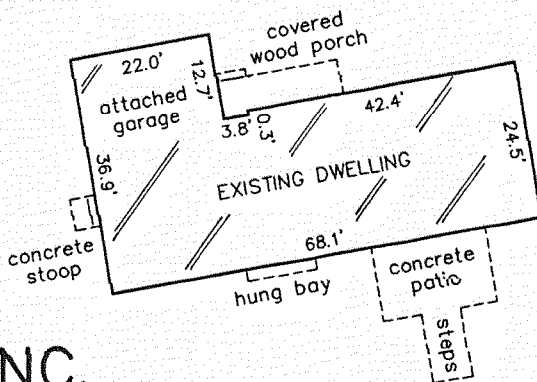 covered
wood porch
22.0'
12.7'
attached
garage
3.8'
0.3'
42.4'
24.5'
36.9'
EXISTING DWELLING
68.1'
concrete
stoop
hung bay
concrete
patio
steps
NC.